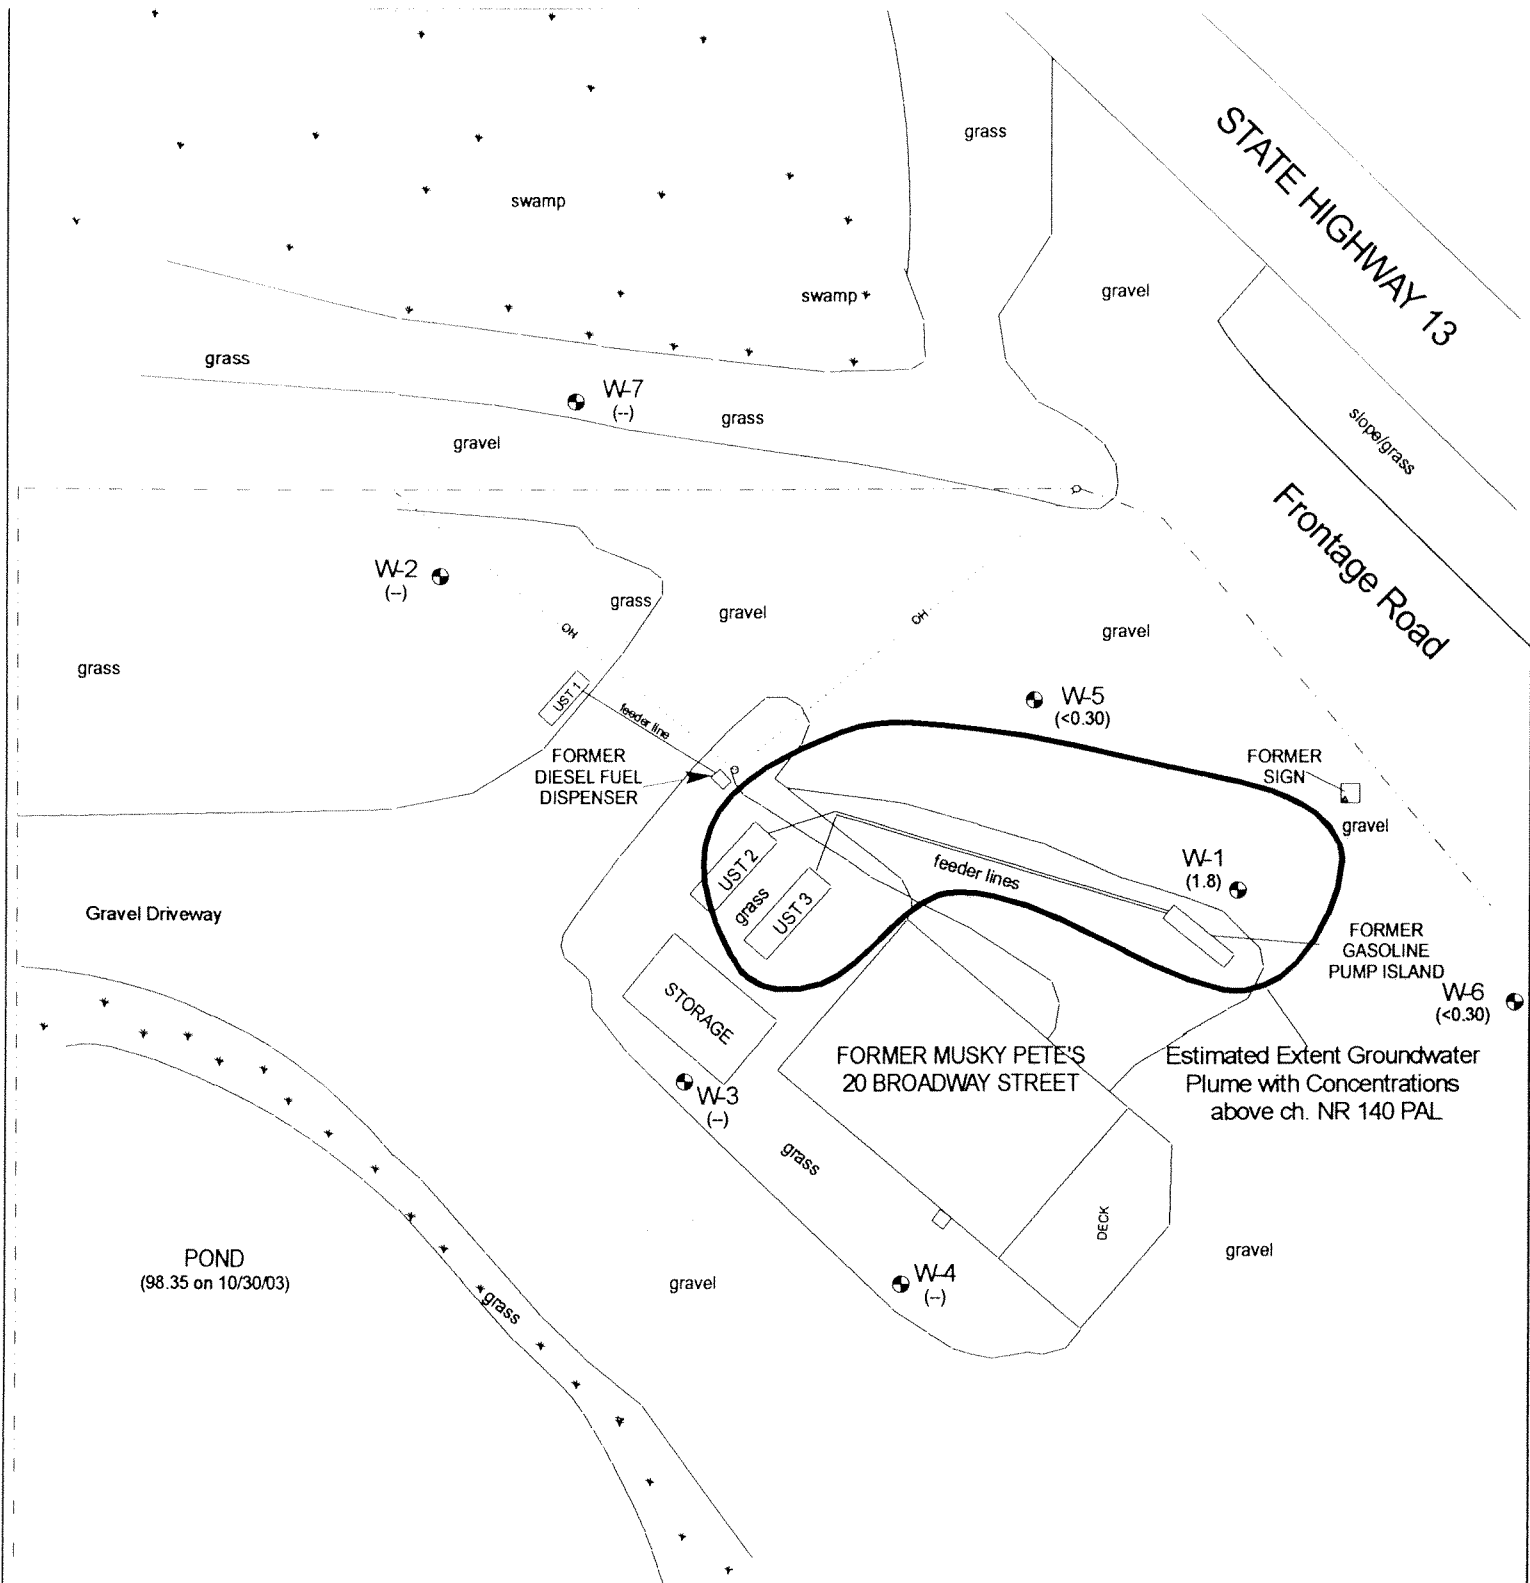 grass
STATE HIGHWAY 13
swamp
swamp
gravel
grass
W-7
(--)
grass
gravel
slope/grass
Frontage Road
W-2
(--)
grass
gravel
OH
OH
gravel
grass
UST 1
feeder line
W-5
(<0.30)
FORMER
DIESEL FUEL
DISPENSER
FORMER
SIGN
gravel
UST 2
grass
UST 3
feeder lines
W-1
(1.8)
Gravel Driveway
FORMER
GASOLINE
PUMP ISLAND
W-6
(<0.30)
STORAGE
FORMER MUSKY PETE'S
20 BROADWAY STREET
Estimated Extent Groundwater
Plume with Concentrations
above ch. NR 140 PAL
W-3
(--)
grass
DECK
POND
(98.35 on 10/30/03)
gravel
gravel
W-4
(--)
grass